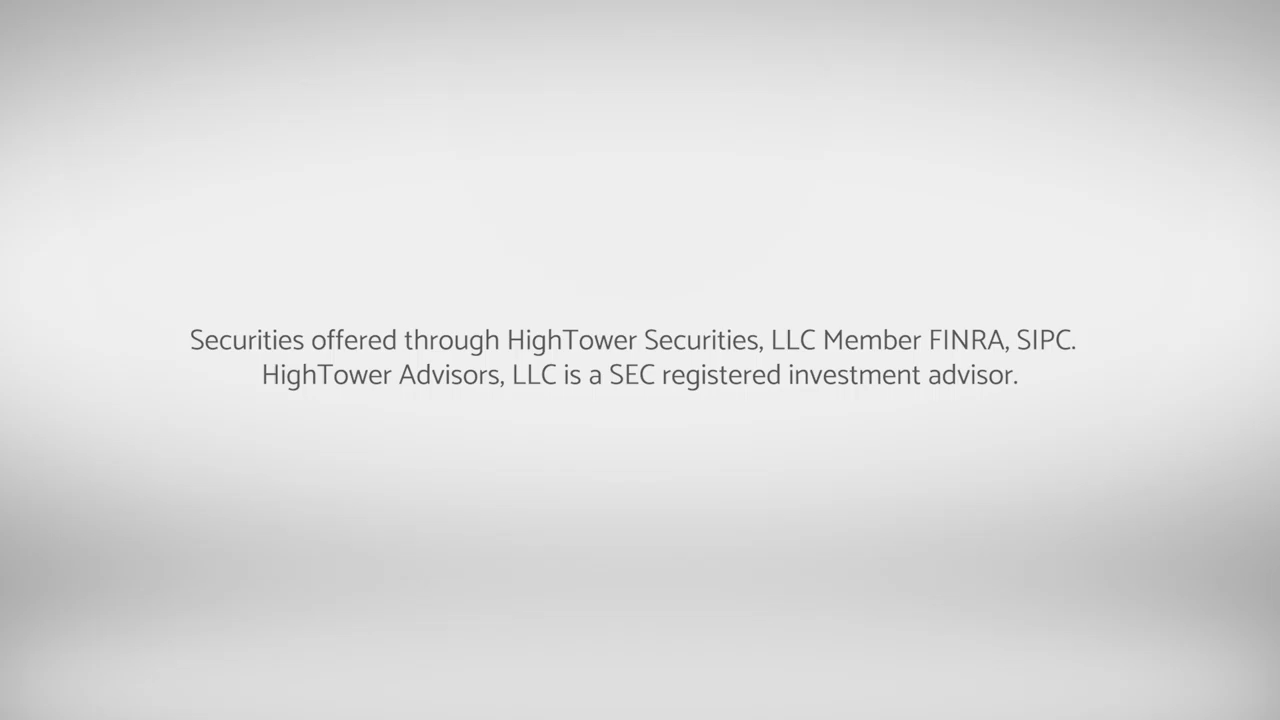 Securities offered through HighTower Securities, LLC Member FINRA, SIPC.
HighTower Advisors, LLC is a SEC registered investment advisor.